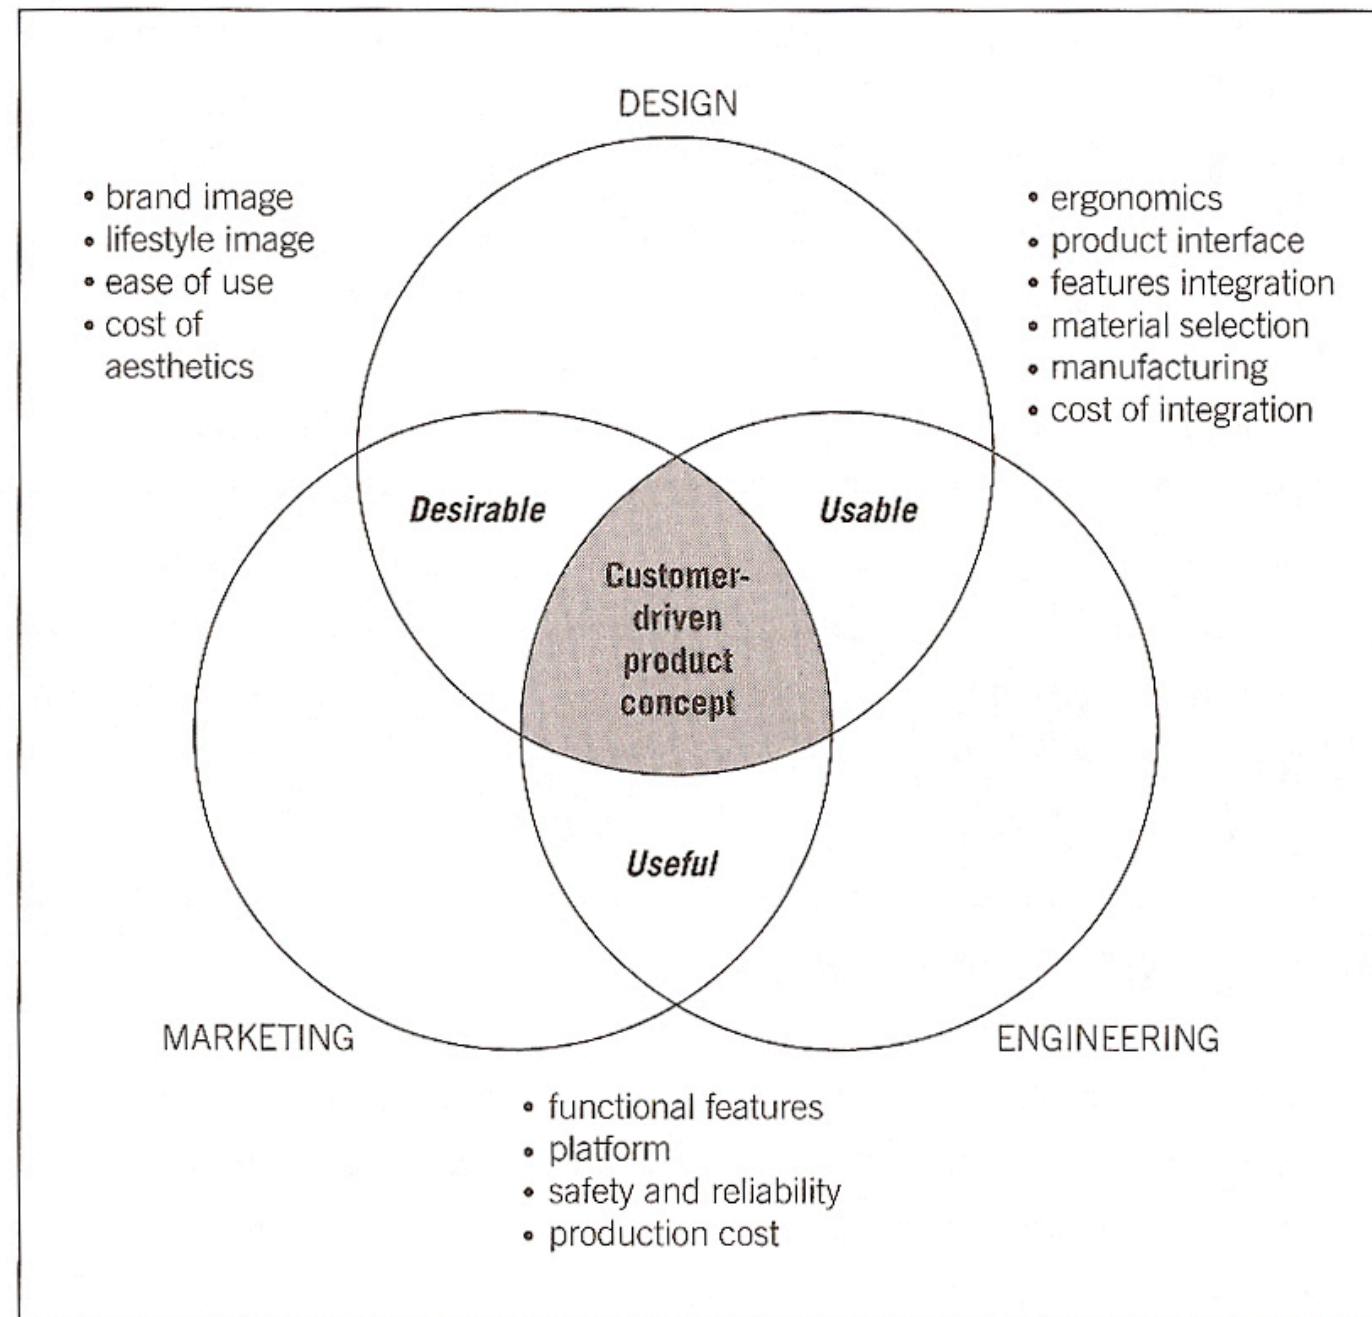 DESIGN
• brand image
• lifestyle image
• ease of use
• cost of
aesthetics
• ergonomics
• product interface
• features integration
• material selection
• manufacturing
• cost of integration
Desirable
Usable
Customer-
driven
product
concept
Useful
MARKETING
ENGINEERING
• functional features
• platform
• safety and reliability
• production cost